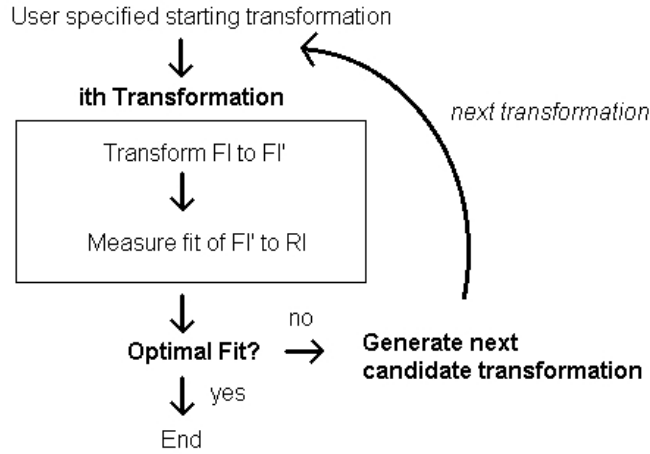 User specified starting transformation
ith Transformation
next transformation
Transform FI to FI'
Measure fit of FI' to RI
no
Optimal Fit?
Generate next
candidate transformation
yes
End